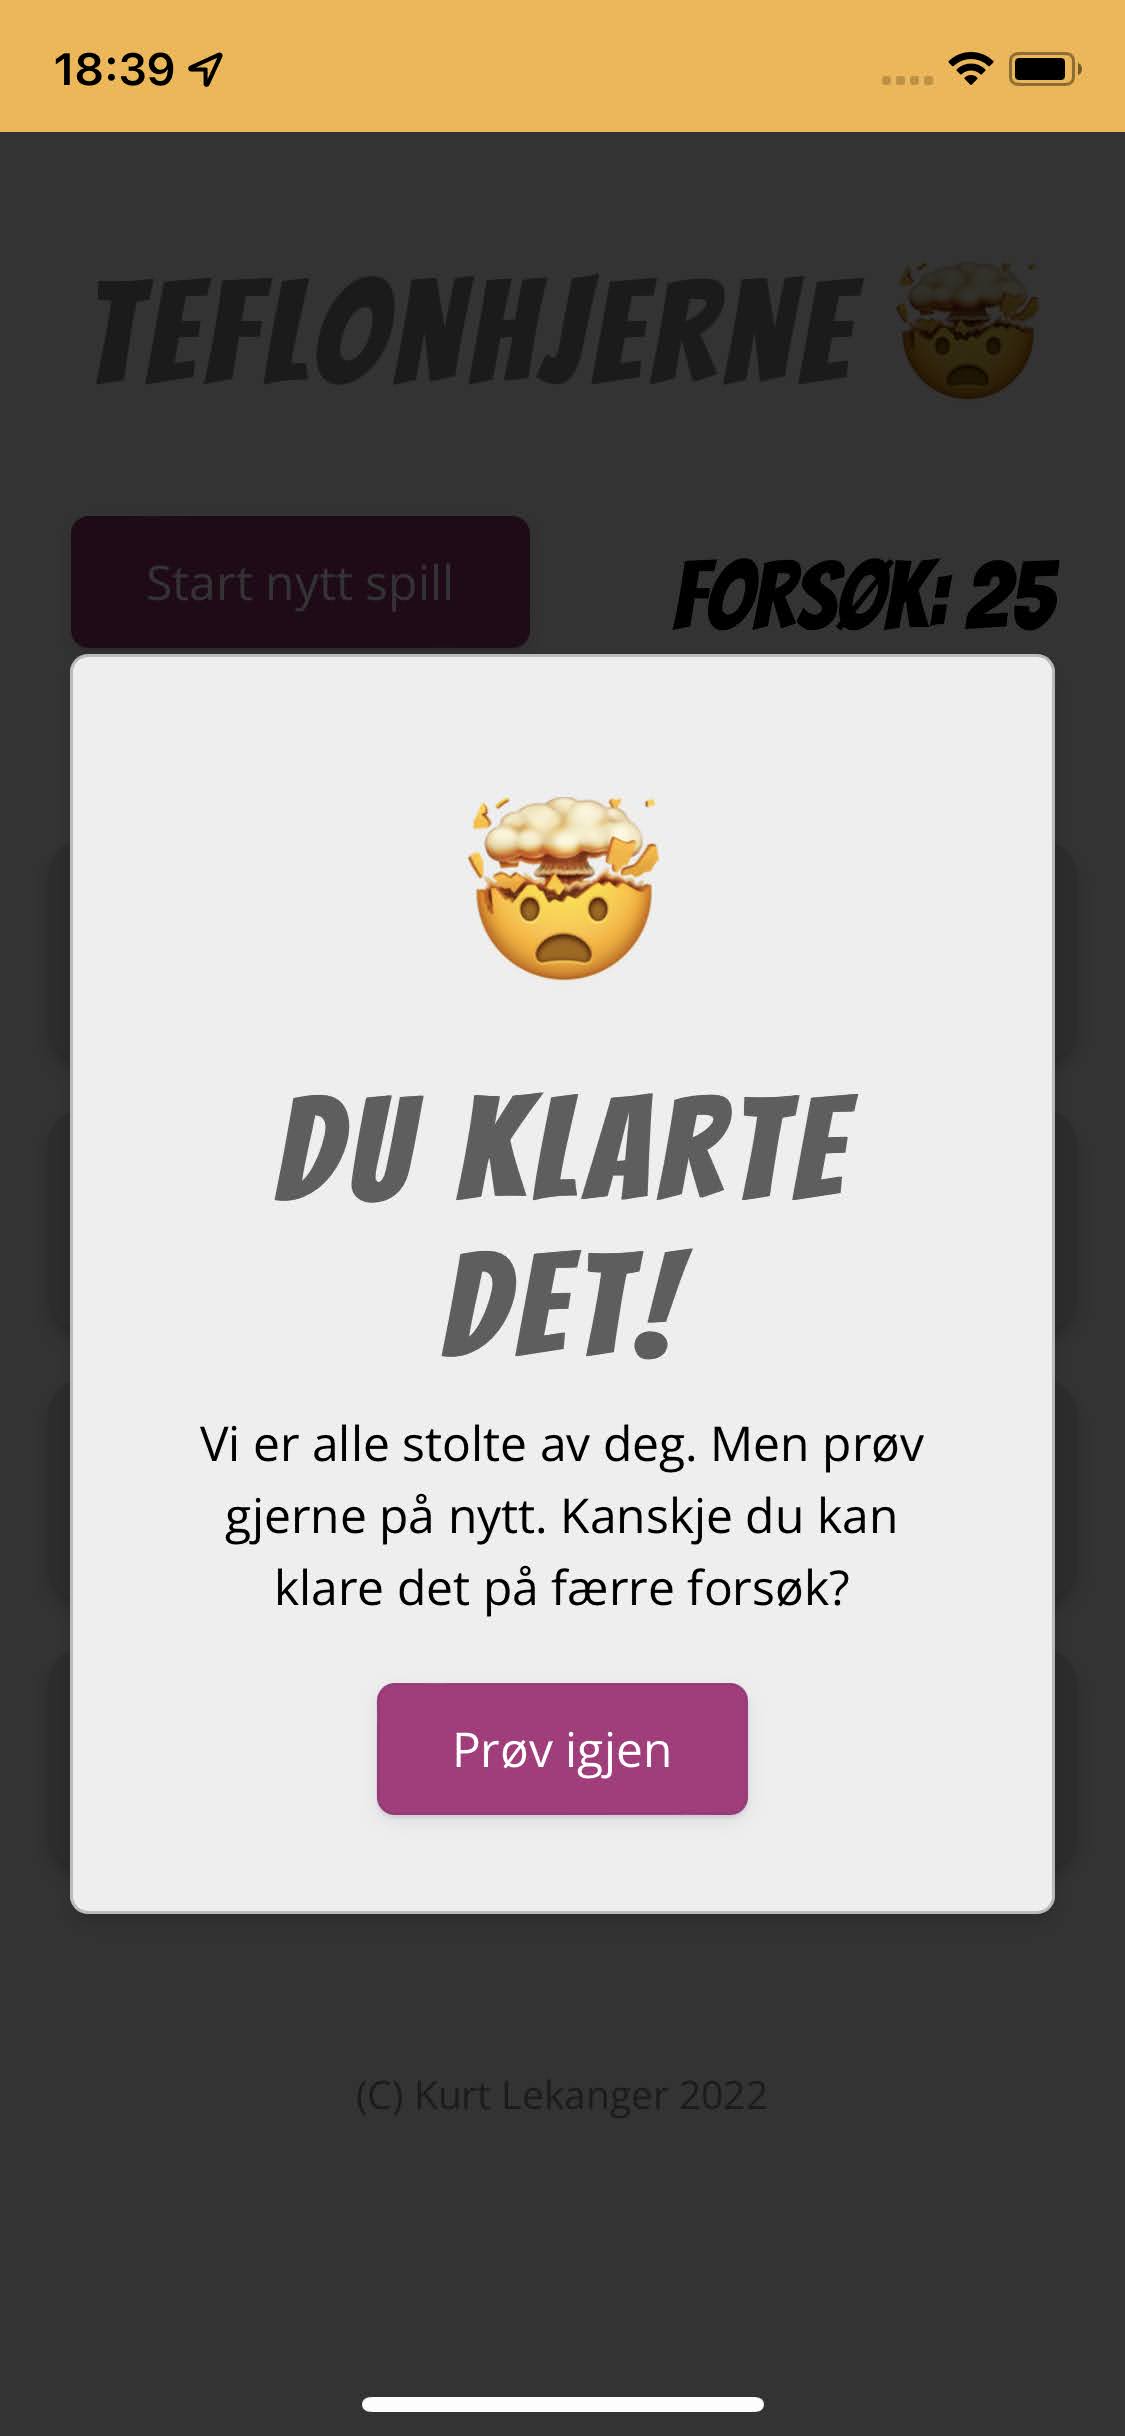 18:39
TEFLONHJERNE 🤯
Start nytt spill
FORSØK: 25
🤯
DU KLARTE
DET!
Vi er alle stolte av deg. Men prøv
gjerne på nytt. Kanskje du kan
klare det på færre forsøk?
Prøv igjen
(C) Kurt Lekanger 2022